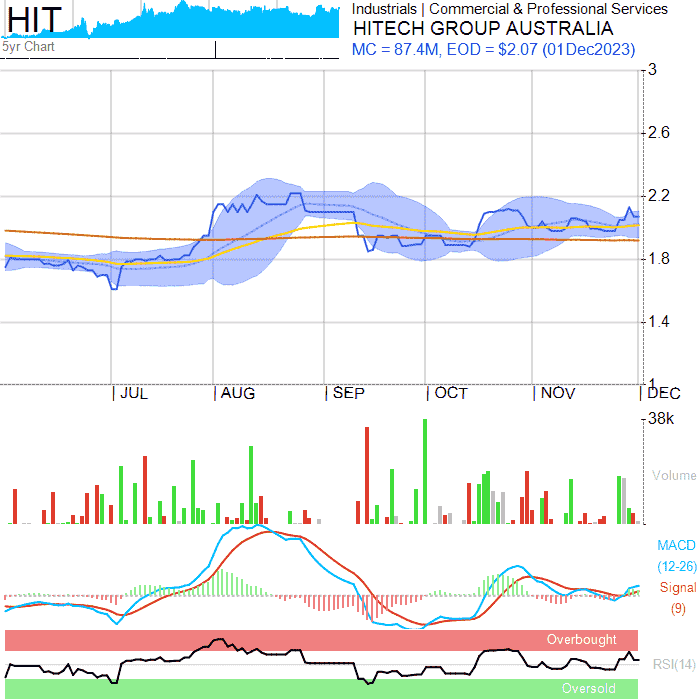 HIT
Industrials | Commercial & Professional Services
HITECH GROUP AUSTRALIA
5yr Chart
MC = 87.4M, EOD = $2.07 (01Dec2023)
3
2.6
2.2
1.8
1.4
1
JUL AUG SEP OCT NOV DEC
38k
Volume
MACD
(12-26)
Signal
(9)
Overbought
RSI(14)
Oversold